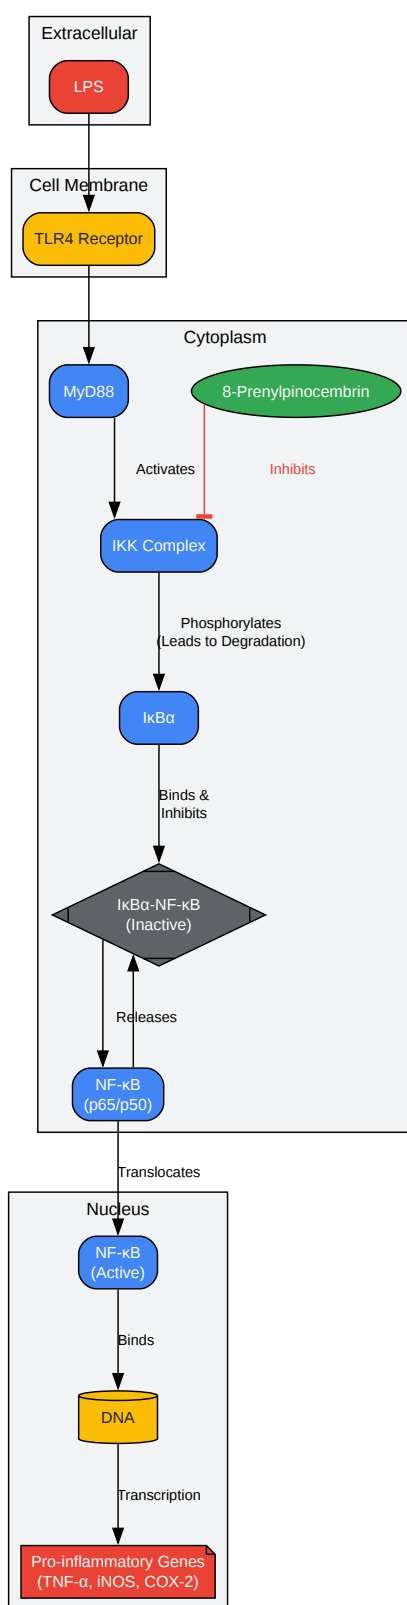 Extracellular
LPS
Cell Membrane
TLR4 Receptor
Cytoplasm
MyD88
8-Prenylpinocembrin
Activates
Inhibits
IKK Complex
Phosphorylates
(Leads to Degradation)
IκBα
Binds &
Inhibits
IκBα-NF-κB
(Inactive)
Releases
NF-κB
(p65/p50)
Translocates
Nucleus
NF-κB
(Active)
Binds
DNA
Transcription
Pro-inflammatory Genes
(TNF-α, iNOS, COX-2)